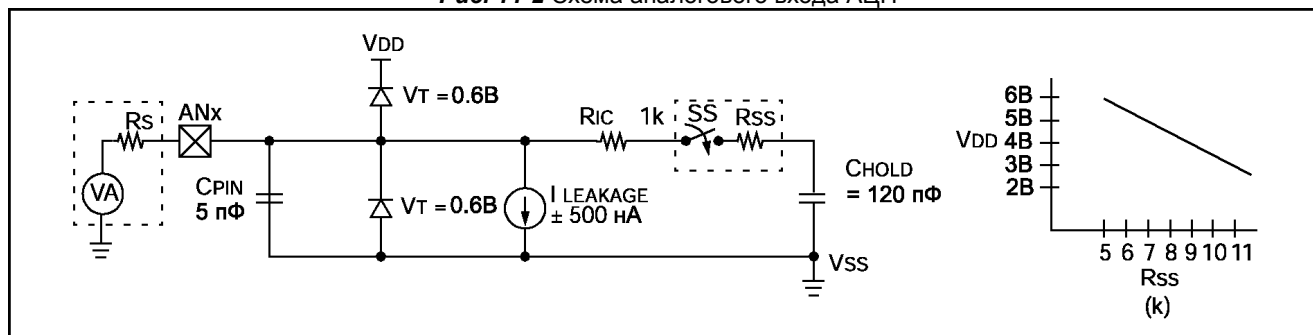 VDD
VT = 0.6В
RS
ANx
RIC
1k
SS
RSS
VA
CPIN
5 пФ
VT = 0.6В
I LEAKAGE
± 500 нА
CHOLD
= 120 пФ
VSS
6В
5В
VDD 4В
3В
2В
5 6 7 8 9 10 11
RSS
(k)